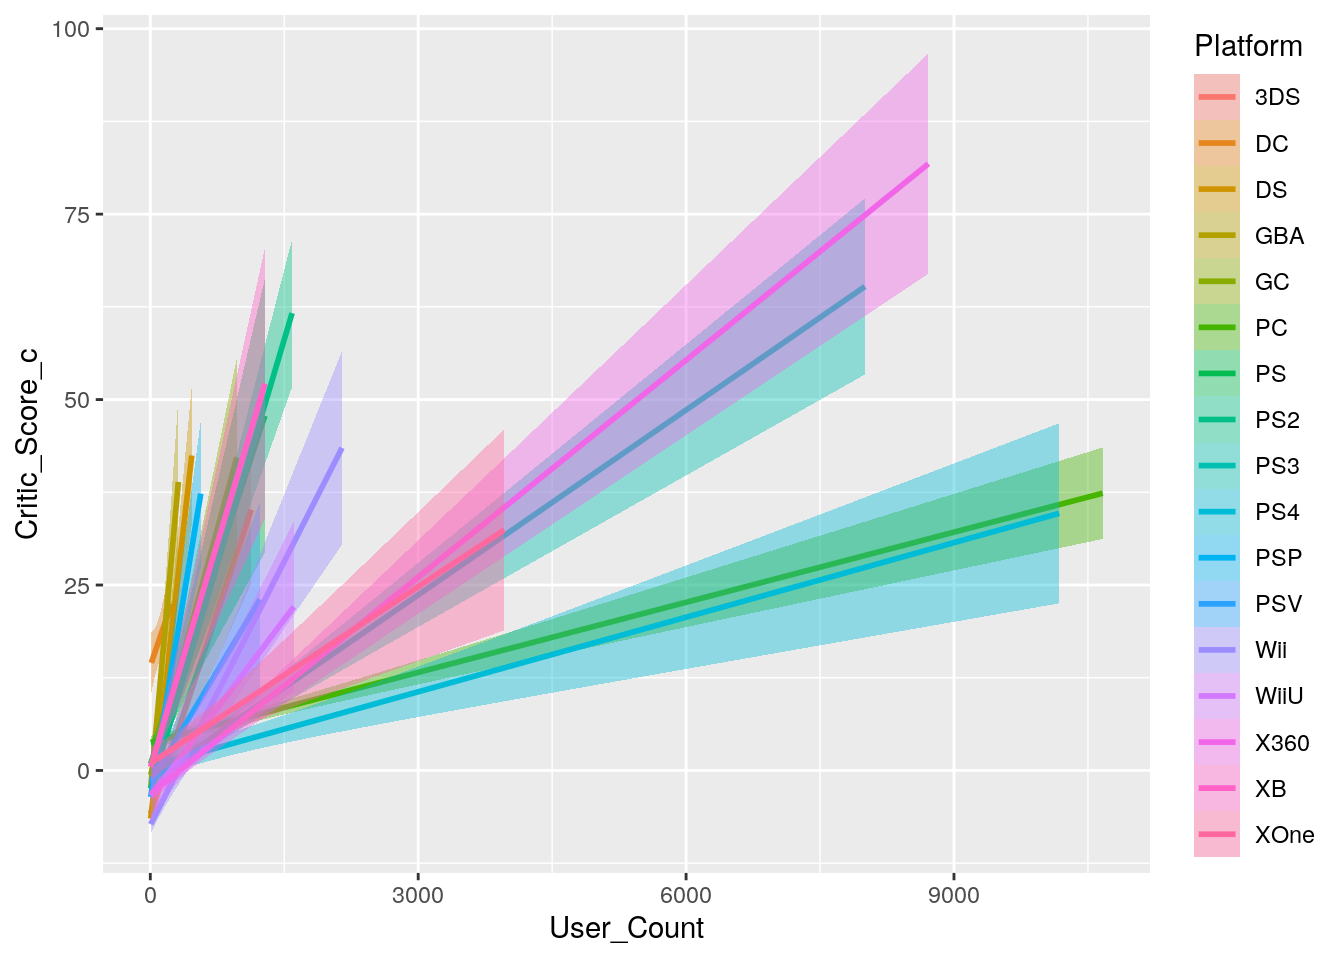 100
75
50
25
0
Critic_Score_c
0
3000
6000
9000
User_Count
Platform
3DS
DC
DS
GBA
GC
PC
PS
PS2
PS3
PS4
PSP
PSV
Wii
WiiU
X360
XB
XOne